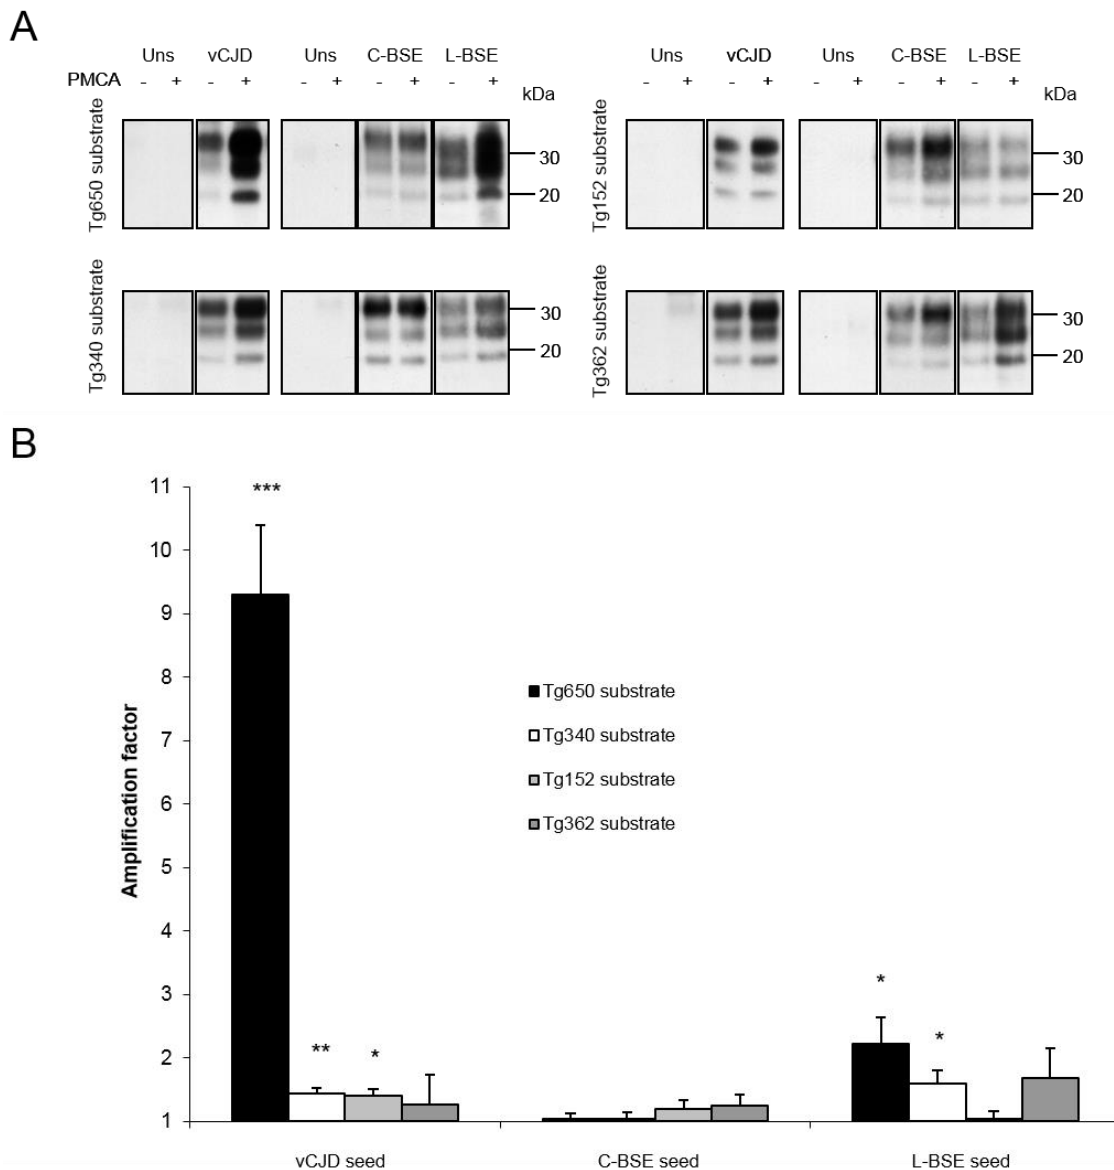 A
Uns vCJD Uns C-BSE L-BSE Uns vCJD Uns C-BSE L-BSE
PMCA - + - + - + - + - + - + - + - + - + - +
kDa kDa
Tg650 substrate
30
20
Tg152 substrate
30
20
Tg340 substrate
30
20
Tg362 substrate
30
20
B
Amplification factor
11
10
9
8
7
6
5
4
3
2
1
***
**
*
*
*
Tg650 substrate
Tg340 substrate
Tg152 substrate
Tg362 substrate
vCJD seed C-BSE seed L-BSE seed